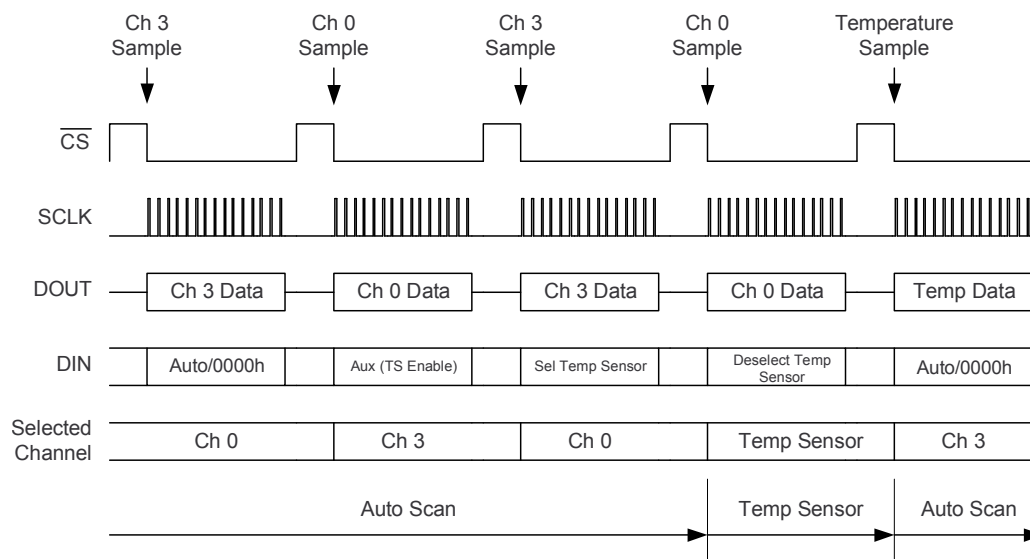 Ch 3
Sample
Ch 0
Sample
Ch 3
Sample
Ch 0
Sample
Temperature
Sample
CS
SCLK
DOUT
Ch 3 Data
Ch 0 Data
Ch 3 Data
Ch 0 Data
Temp Data
DIN
Auto/0000h
Aux (TS Enable)
Sel Temp Sensor
Deselect Temp
Sensor
Auto/0000h
Selected
Channel
Ch 0
Ch 3
Ch 0
Temp Sensor
Ch 3
Auto Scan
Temp Sensor
Auto Scan